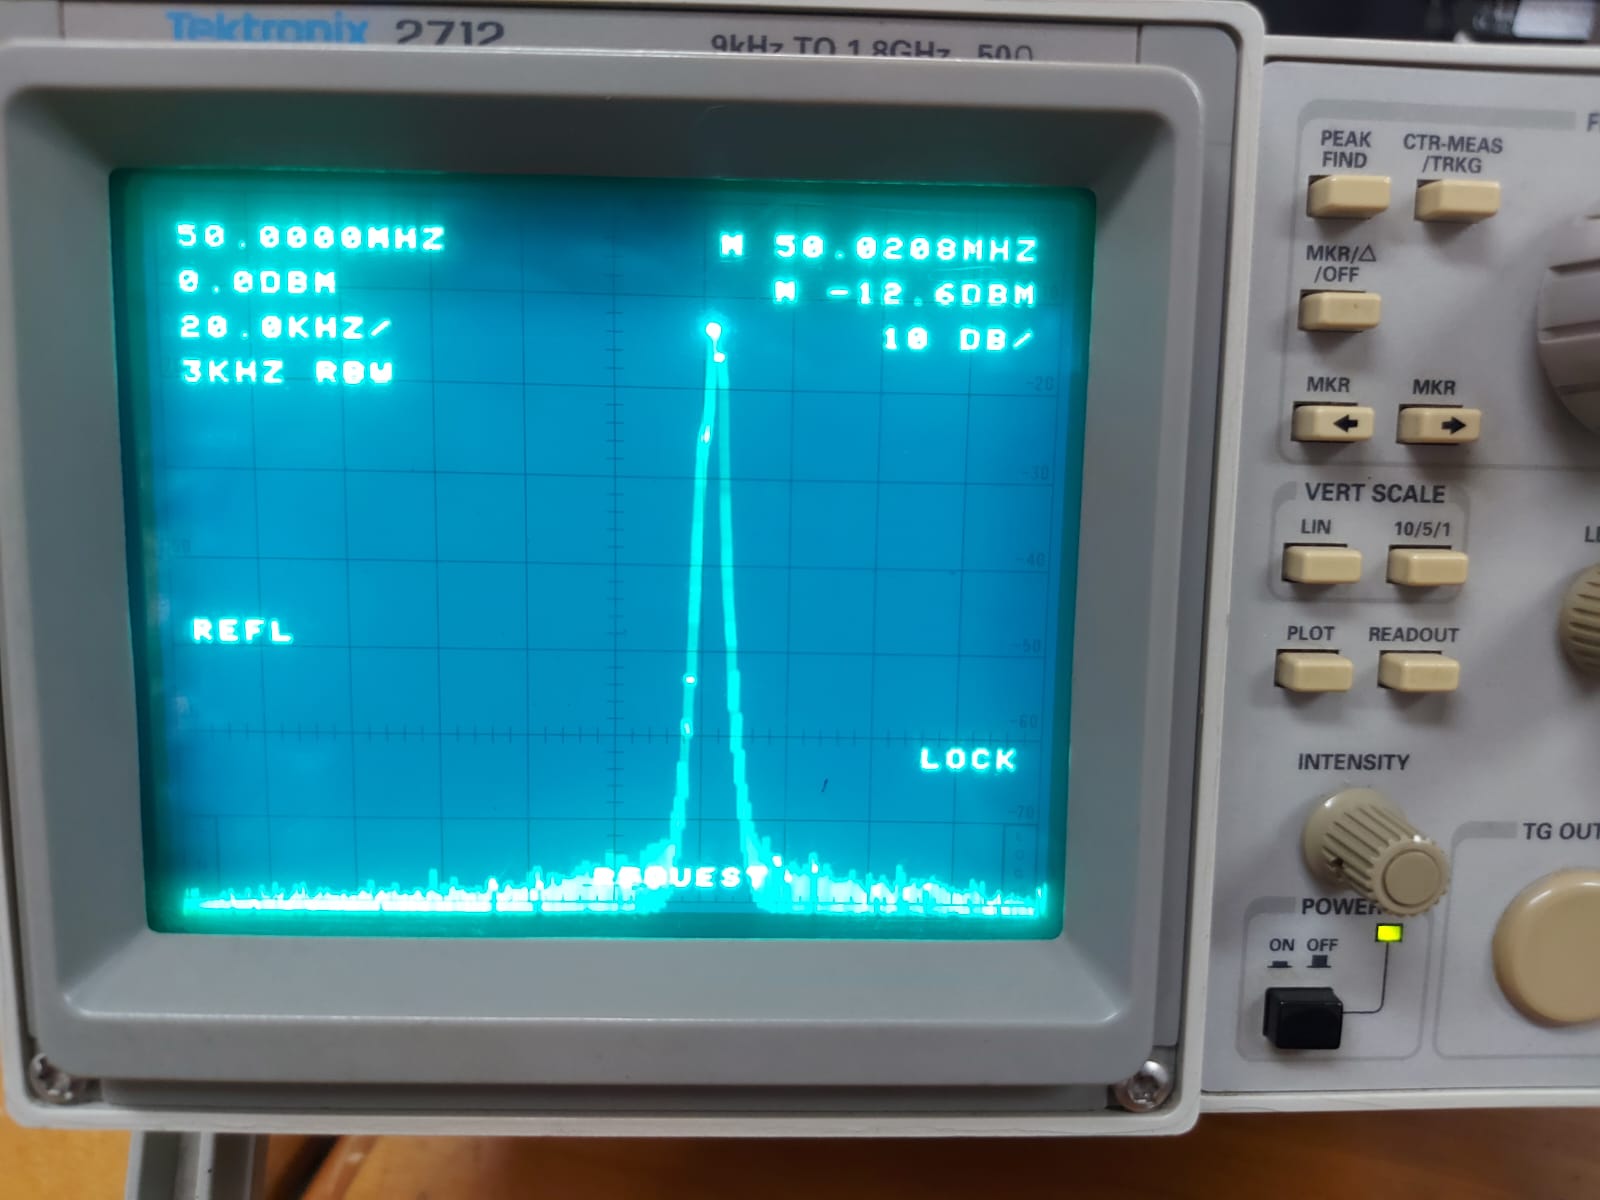 Tektronix 2712
9kHz TO 1.8GHz 50Ω
50.0000MHZ
0.0DBM
20.0KHZ/
3KHZ RBW
M 50.0208MHZ
M -12.6DBM
10 DB/
-20
-30
-40
-50
-60
-70
REFL
LOCK
REQUEST
PEAK
FIND
CTR-MEAS
/TRKG
MKR/△
/OFF
MKR
MKR
VERT SCALE
LIN
10/5/1
PLOT
READOUT
INTENSITY
TG OUT
POWER
ON OFF